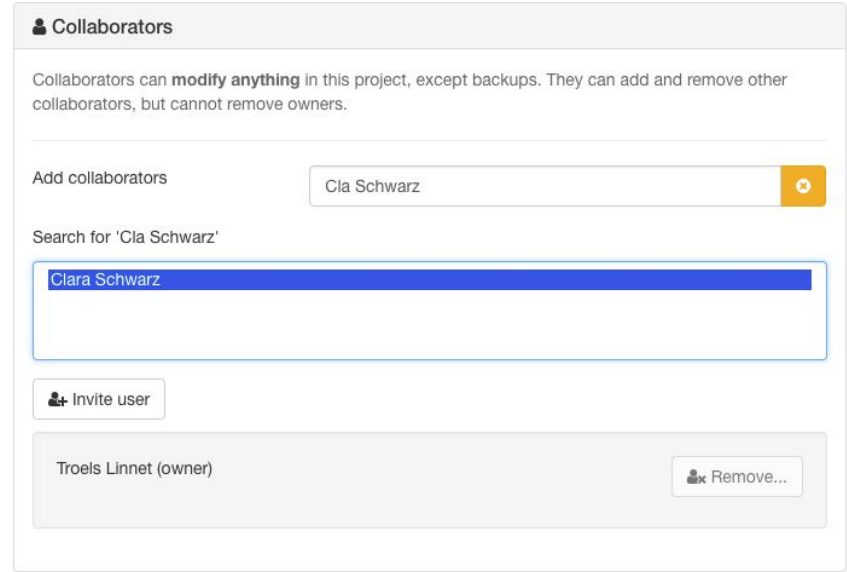 Collaborators
Collaborators can modify anything in this project, except backups. They can add and remove other
collaborators, but cannot remove owners.
Add collaborators
Cla Schwarz
Search for 'Cla Schwarz'
Clara Schwarz
Invite user
Troels Linnet (owner)
Remove...